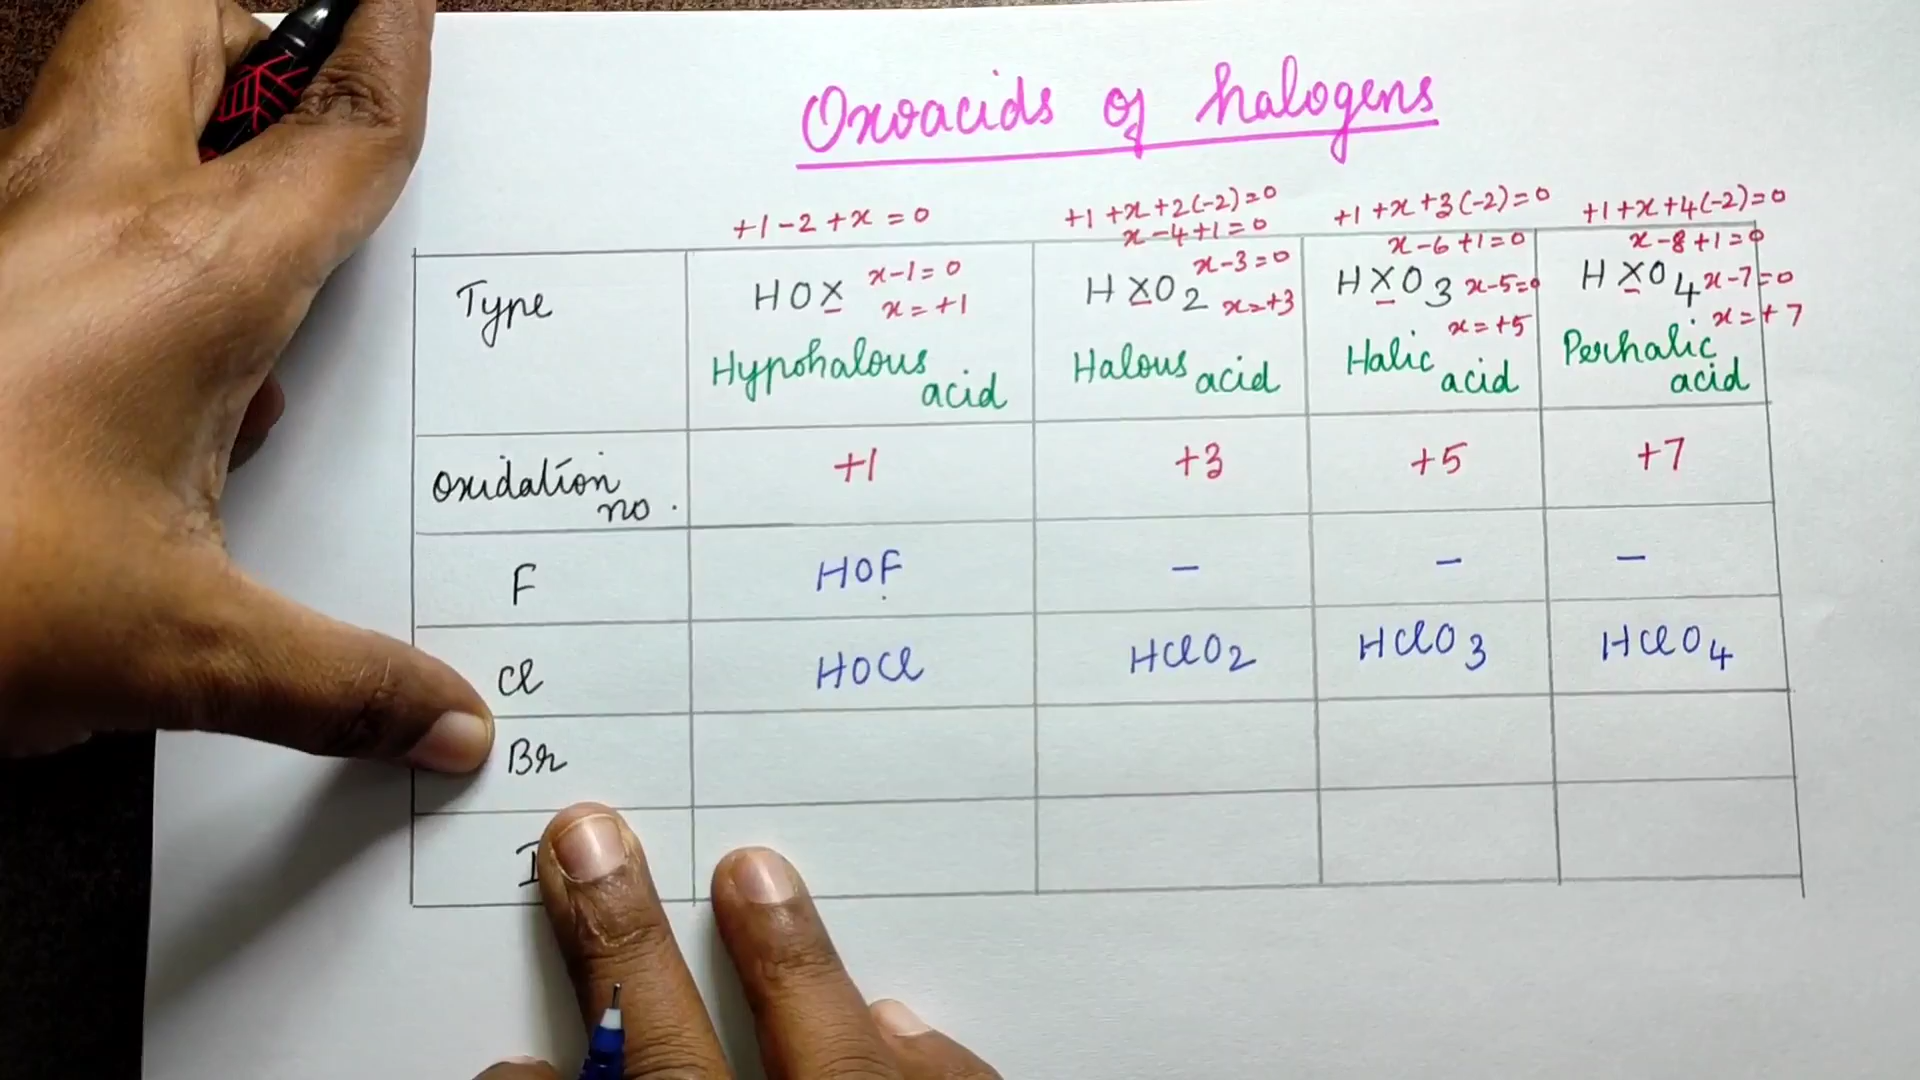 Oxoacids of halogens
+1 -2 +x = 0
+1 +x +2(-2)=0
x -4 +1 = 0
+1 +x +3(-2)=0
x -6 +1=0
+1 +x +4(-2)=0
x -8 +1 = 0
Type
HOX
x -1 = 0
x = +1
Hypohalous acid
HXO2
x -3 = 0
x = +3
Halous acid
HXO3
x -5=0
x = +5
Halic acid
HXO4
x -7 = 0
x = +7
Perhalic acid
Oxidation no.
+1
+3
+5
+7
F
HOF
-
-
-
Cl
HOCl
HClO2
HClO3
HClO4
Br
I